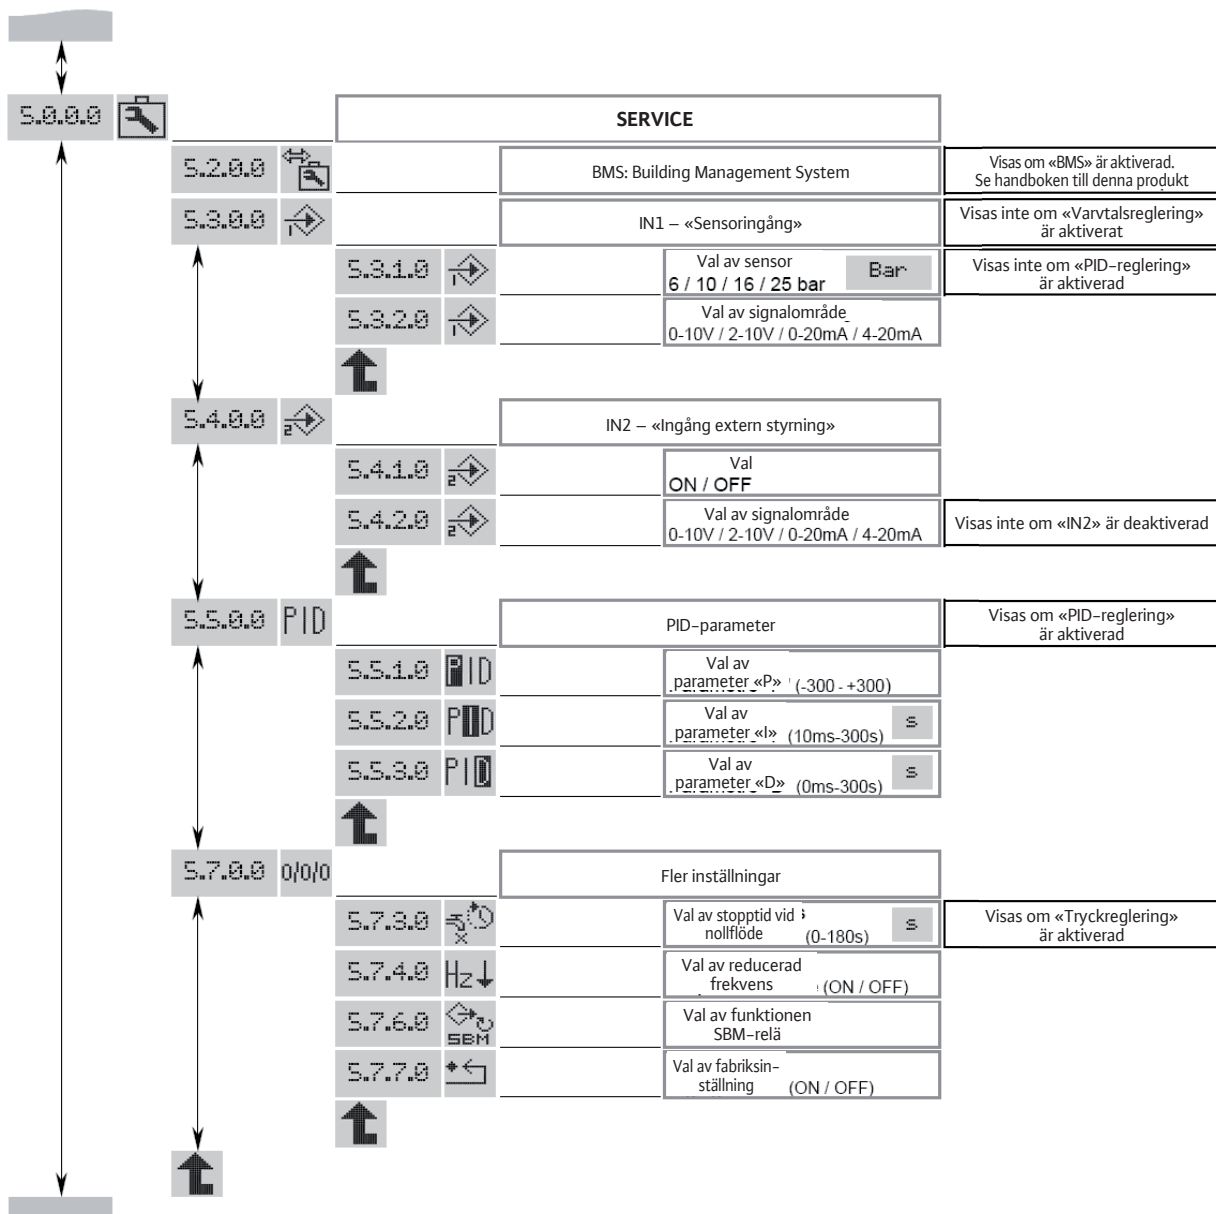 5.0.0.0
SERVICE
5.2.0.0
BMS: Building Management System
Visas om «BMS» är aktiverad.
Se handboken till denna produkt
5.3.0.0
1
IN1 – «Sensoringång»
Visas inte om «Varvtalsreglering»
är aktiverat
5.3.1.0
1
Val av sensor
6 / 10 / 16 / 25 bar
Bar
Visas inte om «PID-reglering»
är aktiverad
5.3.2.0
1
Val av signalområde
0-10V / 2-10V / 0-20mA / 4-20mA
5.4.0.0
2
IN2 – «Ingång extern styrning»
5.4.1.0
2
Val
ON / OFF
5.4.2.0
2
Val av signalområde
0-10V / 2-10V / 0-20mA / 4-20mA
Visas inte om «IN2» är deaktiverad
5.5.0.0
PID
PID-parameter
Visas om «PID-reglering»
är aktiverad
5.5.1.0
PID
Val av
parameter «P» (-300 - +300)
5.5.2.0
PID
Val av
parameter «I» (10ms-300s)
s
5.5.3.0
PID
Val av
parameter «D» (0ms-300s)
s
5.7.0.0
0/0/0
Fler inställningar
5.7.3.0
Val av stopptid vid
nollflöde (0-180s)
s
Visas om «Tryckreglering»
är aktiverad
5.7.4.0
Hz
Val av reducerad
frekvens (ON / OFF)
5.7.6.0
SBM
Val av funktionen
SBM-relä
5.7.7.0
Val av fabriksin-
ställning (ON / OFF)